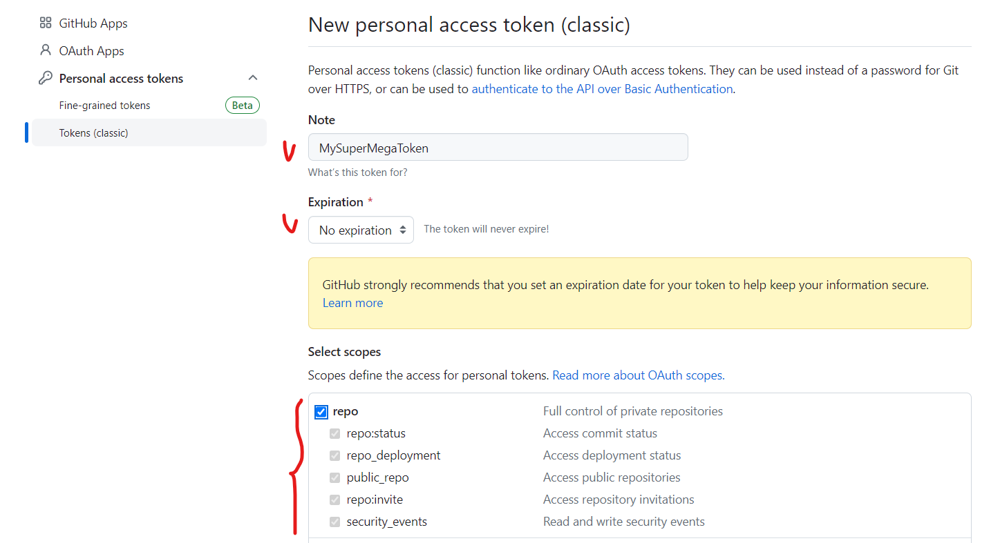 GitHub Apps
OAuth Apps
Personal access tokens
Fine-grained tokens Beta
Tokens (classic)
New personal access token (classic)
Personal access tokens (classic) function like ordinary OAuth access tokens. They can be used instead of a password for Git
over HTTPS, or can be used to authenticate to the API over Basic Authentication.
Note
MySuperMegaToken
What's this token for?
Expiration *
No expiration The token will never expire!
GitHub strongly recommends that you set an expiration date for your token to help keep your information secure.
Learn more
Select scopes
Scopes define the access for personal tokens. Read more about OAuth scopes.
repo Full control of private repositories
repo:status Access commit status
repo_deployment Access deployment status
public_repo Access public repositories
repo:invite Access repository invitations
security_events Read and write security events